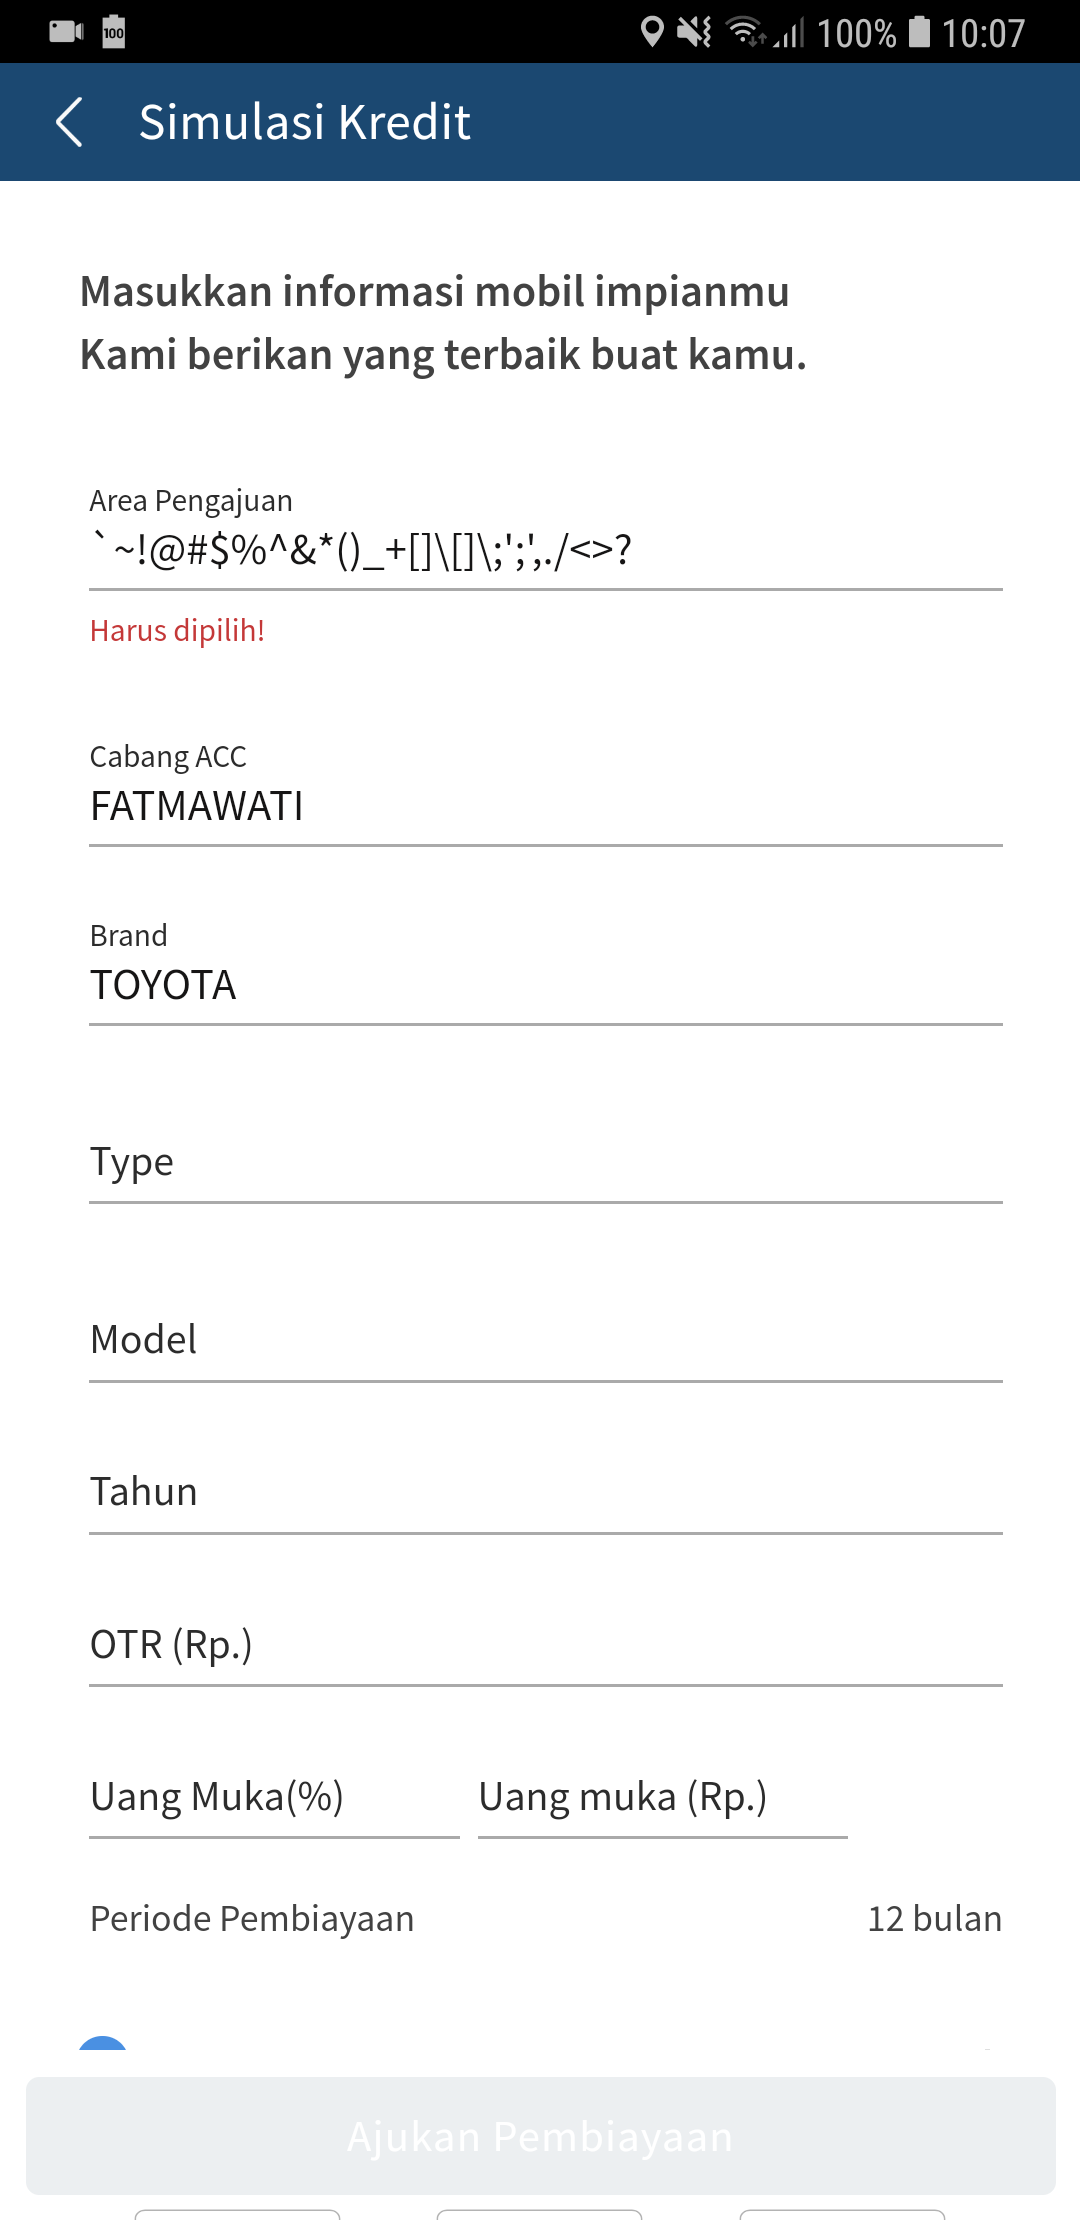 100
100% 10:07
Simulasi Kredit
Masukkan informasi mobil impianmu
Kami berikan yang terbaik buat kamu.
Area Pengajuan
`~!@#$%^&*()_+[]\[]\;';',./<>?
Harus dipilih!
Cabang ACC
FATMAWATI
Brand
TOYOTA
Type
Model
Tahun
OTR (Rp.)
Uang Muka(%) Uang muka (Rp.)
Periode Pembiayaan 12 bulan
Ajukan Pembiayaan